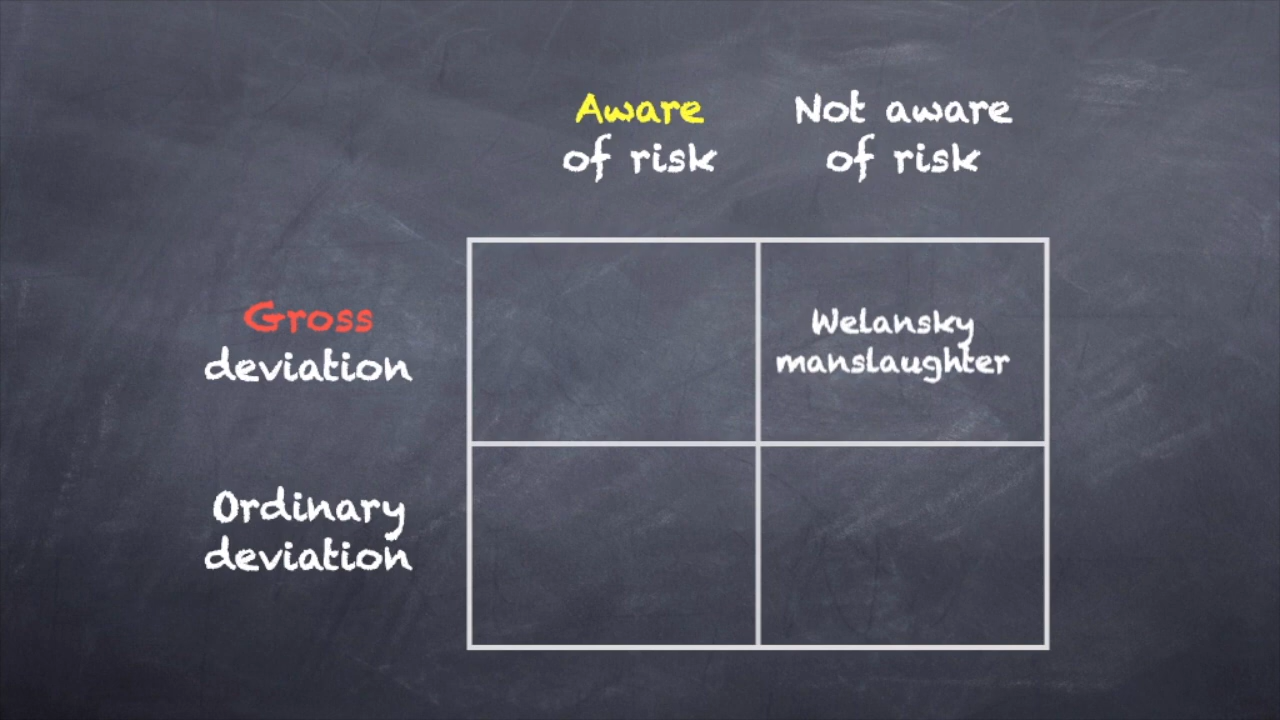 Aware
of risk
Not aware
of risk
Gross
deviation
Welansky
manslaughter
Ordinary
deviation